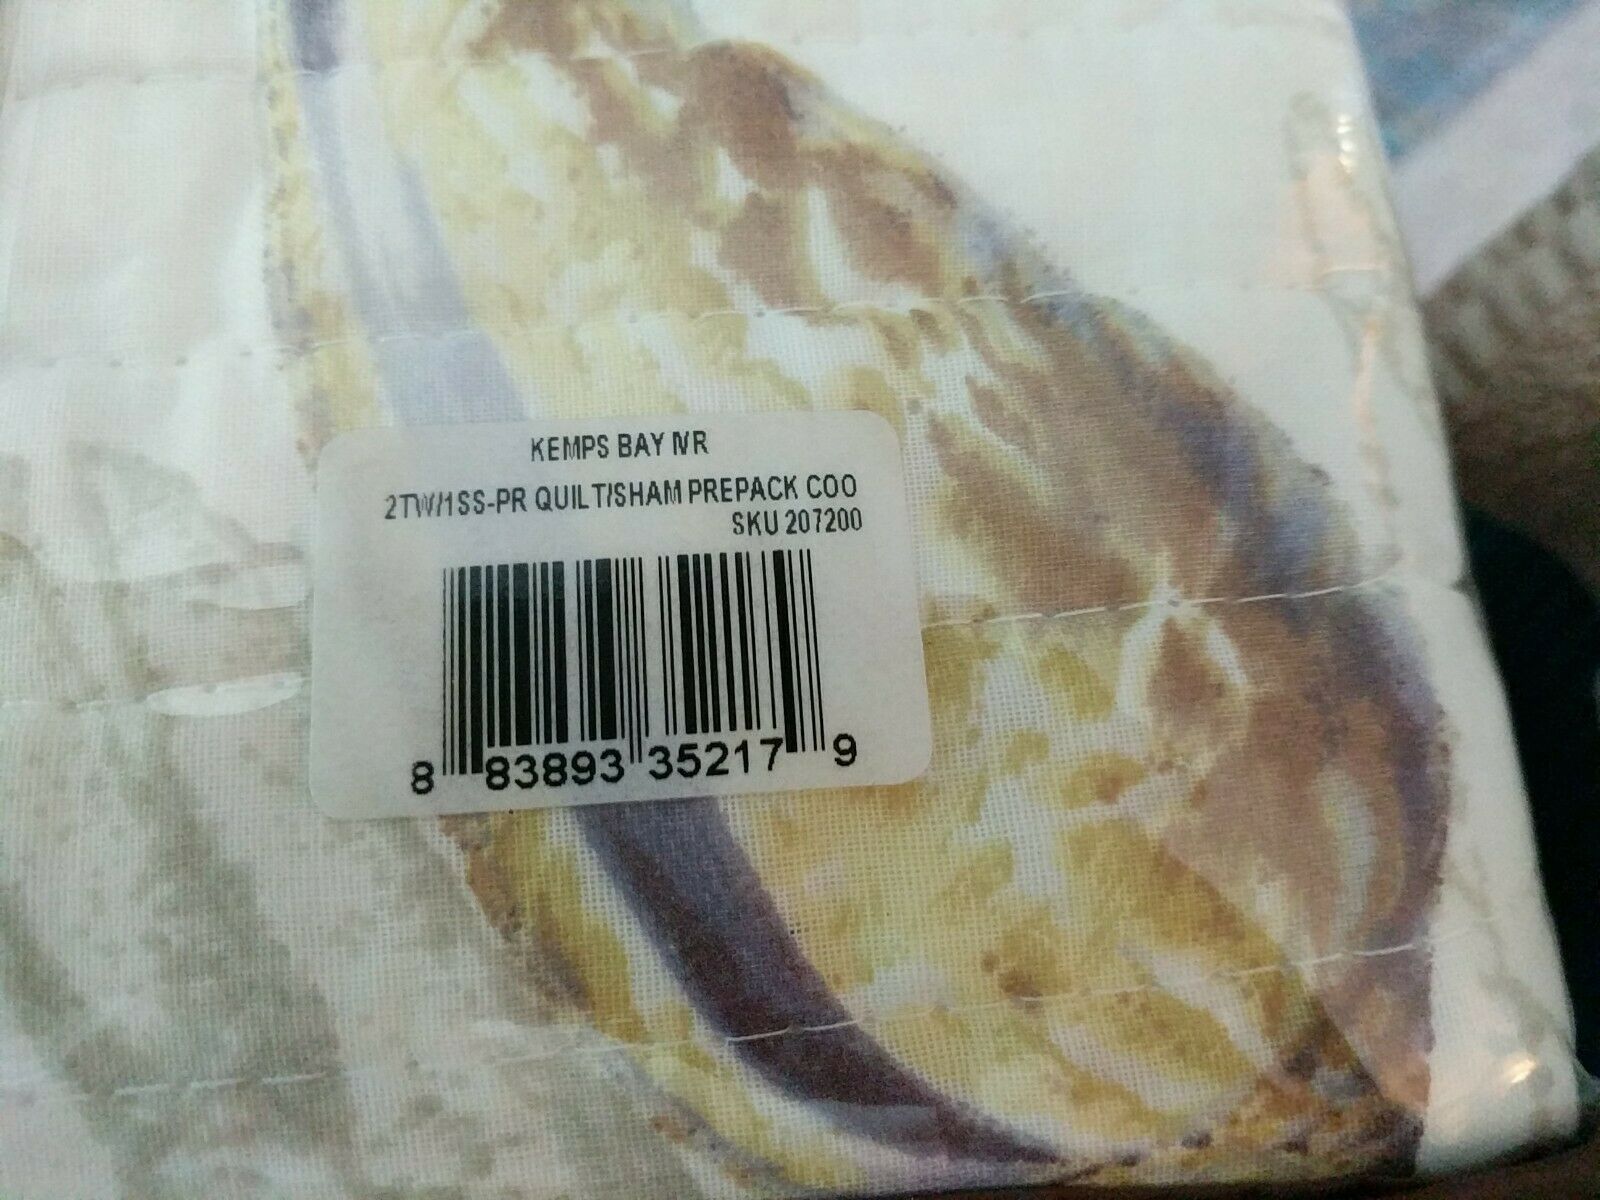 KEMPS BAY IVR
2TW/1SS-PR QUILT/SHAM PREPACK COO
SKU 207200
8 83893 35217 9